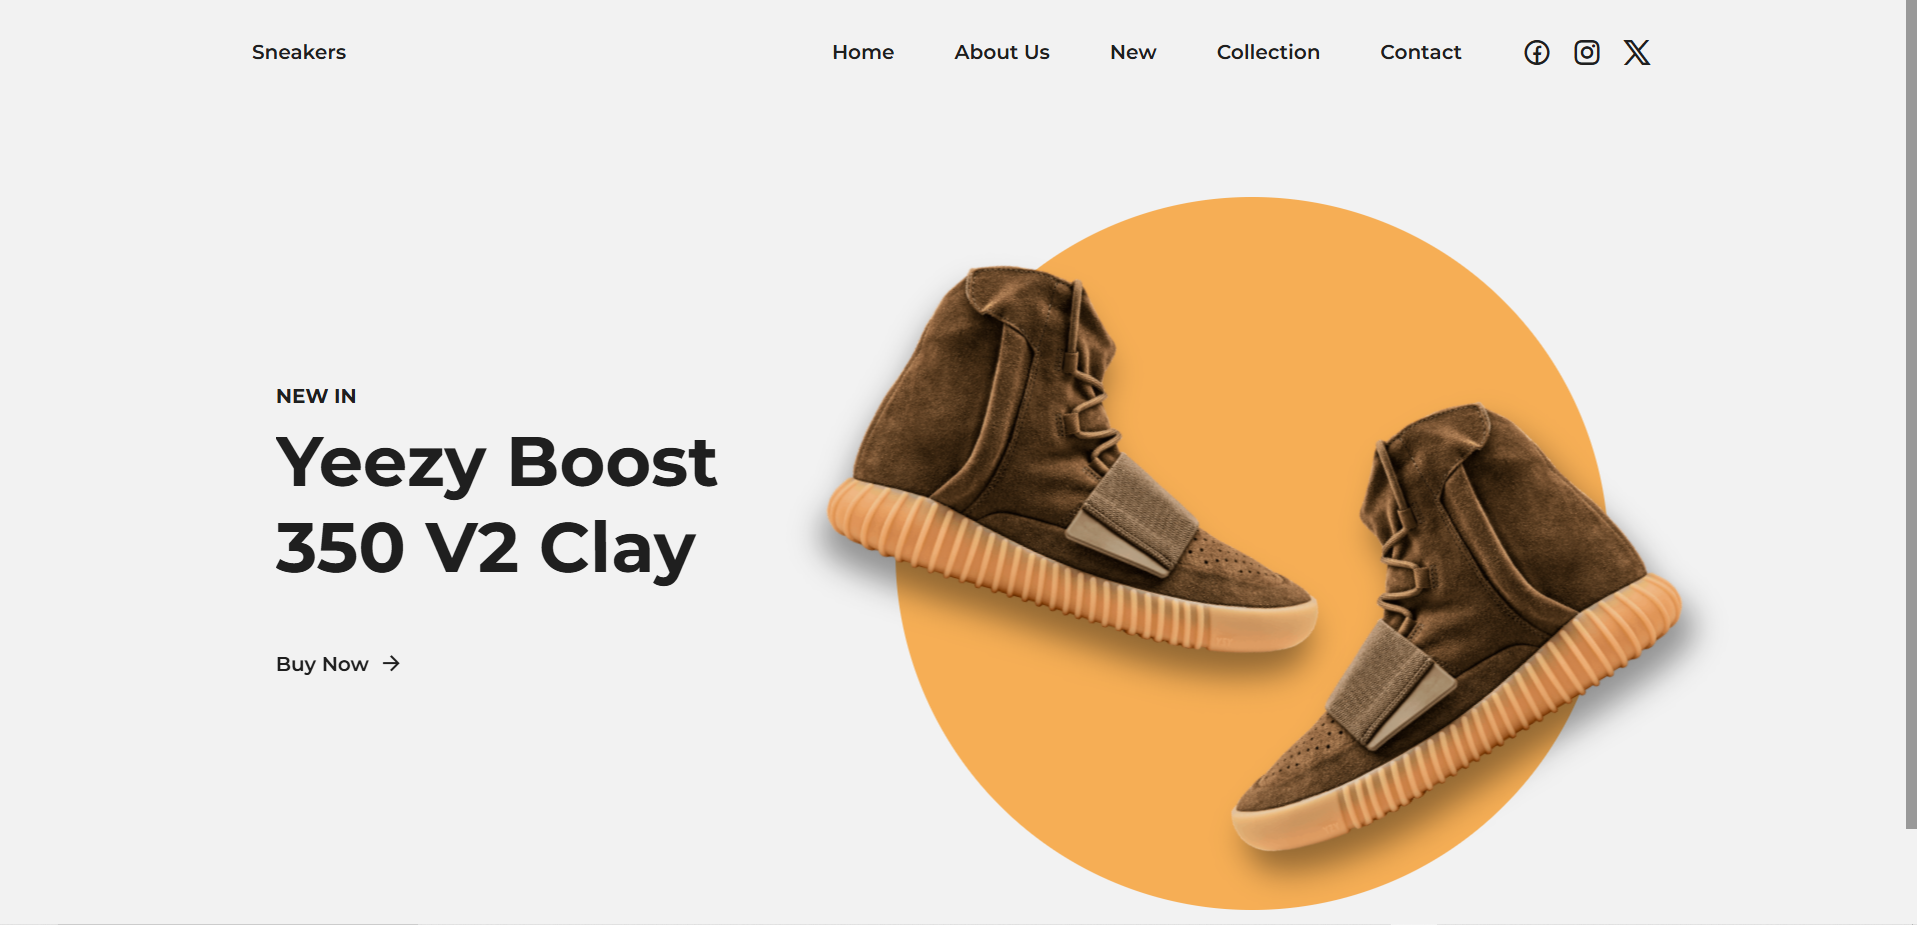 Sneakers
Home About Us New Collection Contact
NEW IN
Yeezy Boost
350 V2 Clay
Buy Now